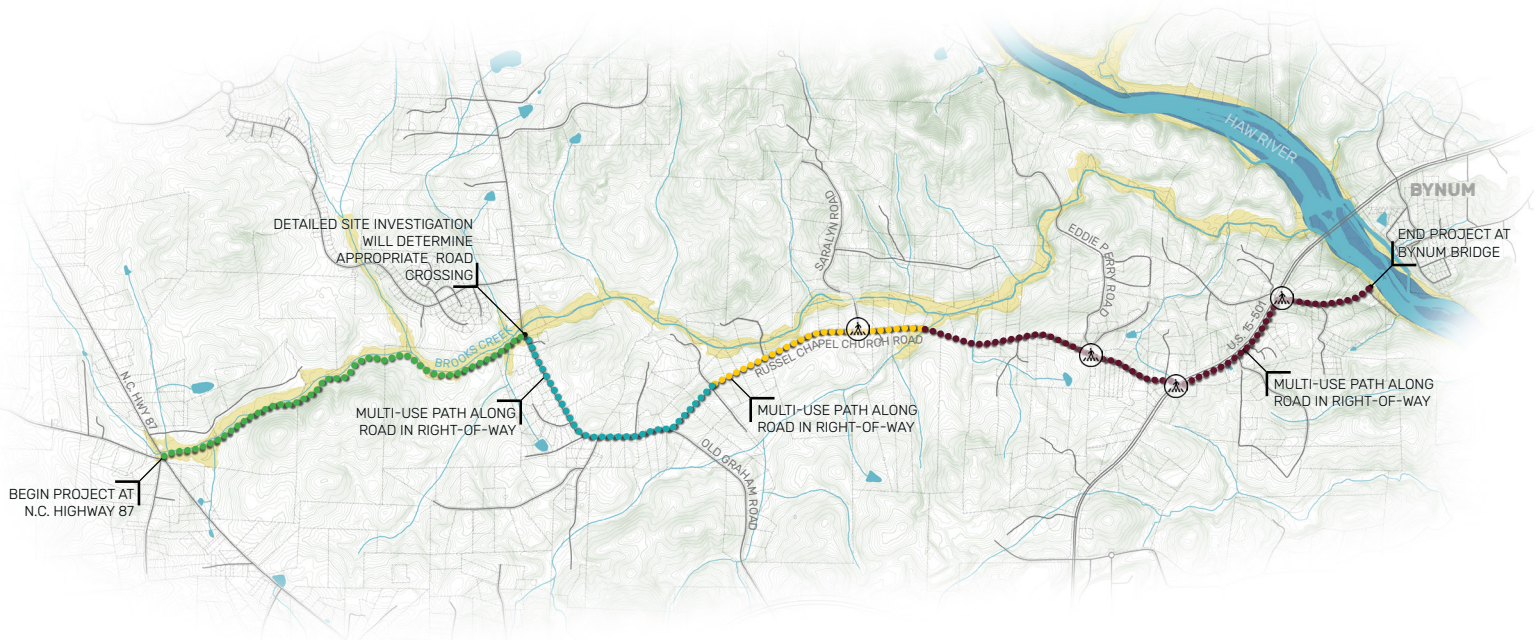 HAW RIVER
BYNUM
DETAILED SITE INVESTIGATION
WILL DETERMINE
APPROPRIATE ROAD
CROSSING
SARALYN ROAD
EDDIE PERRY ROAD
END PROJECT AT
BYNUM BRIDGE
BROOKS CREEK
RUSSEL CHAPEL CHURCH ROAD
U.S. 15-501
N.C. HWY 87
MULTI-USE PATH ALONG
ROAD IN RIGHT-OF-WAY
MULTI-USE PATH ALONG
ROAD IN RIGHT-OF-WAY
MULTI-USE PATH ALONG
ROAD IN RIGHT-OF-WAY
OLD GRAHAM ROAD
BEGIN PROJECT AT
N.C. HIGHWAY 87